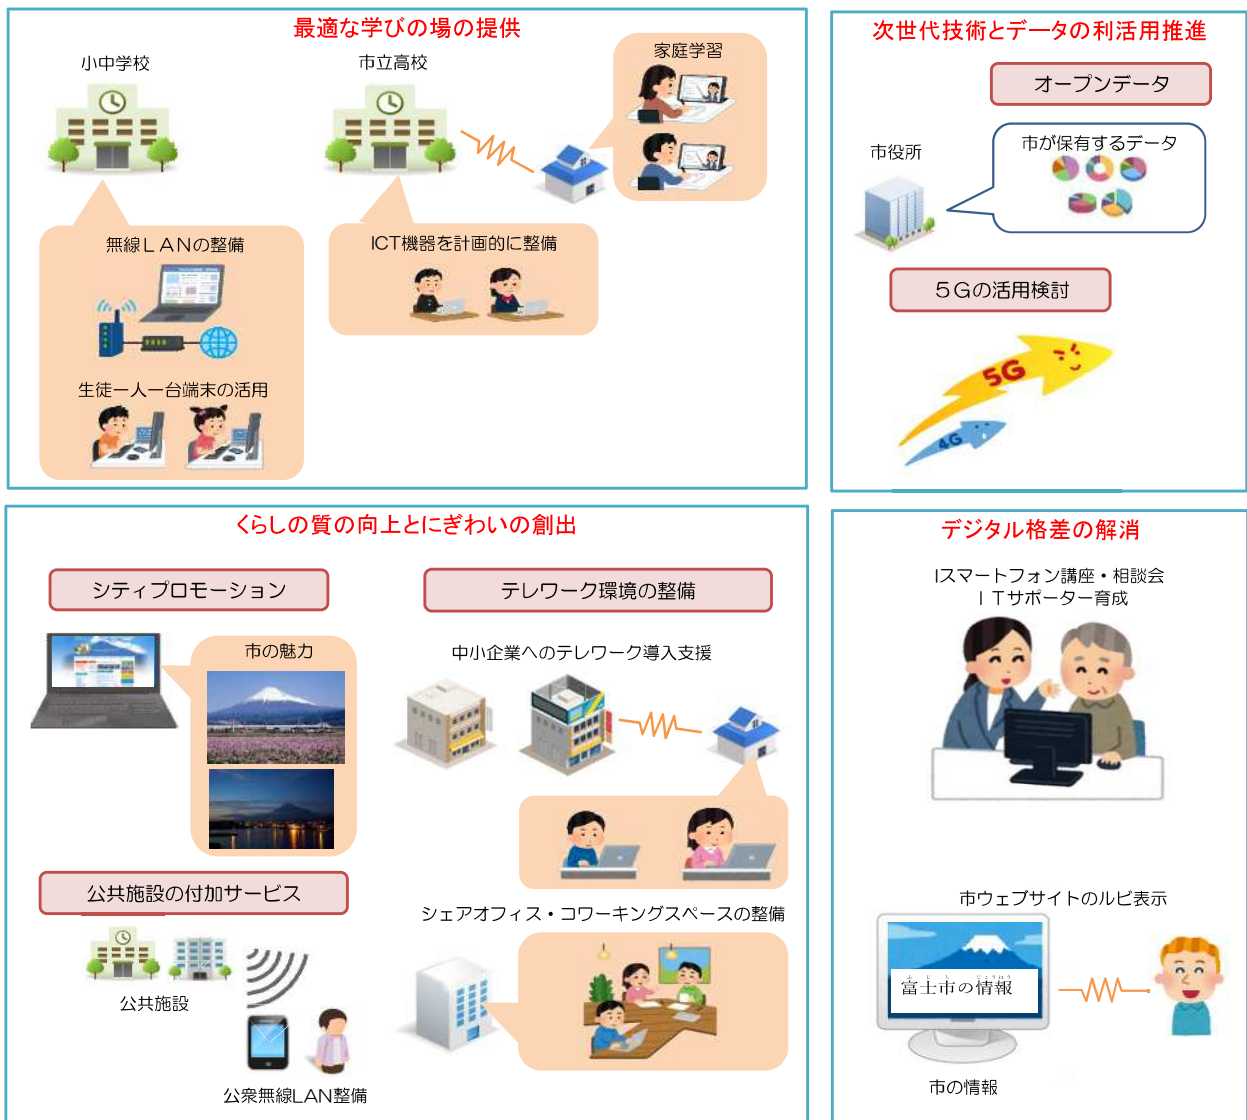 最適な学びの場の提供
小中学校
市立高校
家庭学習
無線ＬＡＮの整備
ICT機器を計画的に整備
生徒一人一台端末の活用
次世代技術とデータの利活用推進
オープンデータ
市役所
市が保有するデータ
５Gの活用検討
5G
4G
くらしの質の向上とにぎわいの創出
シティプロモーション
市の魅力
テレワーク環境の整備
中小企業へのテレワーク導入支援
公共施設の付加サービス
公共施設
公衆無線LAN整備
シェアオフィス・コワーキングスペースの整備
デジタル格差の解消
lスマートフォン講座・相談会
ＩＴサポーター育成
市ウェブサイトのルビ表示
ふじし じょうほう
富士市の情報
市の情報